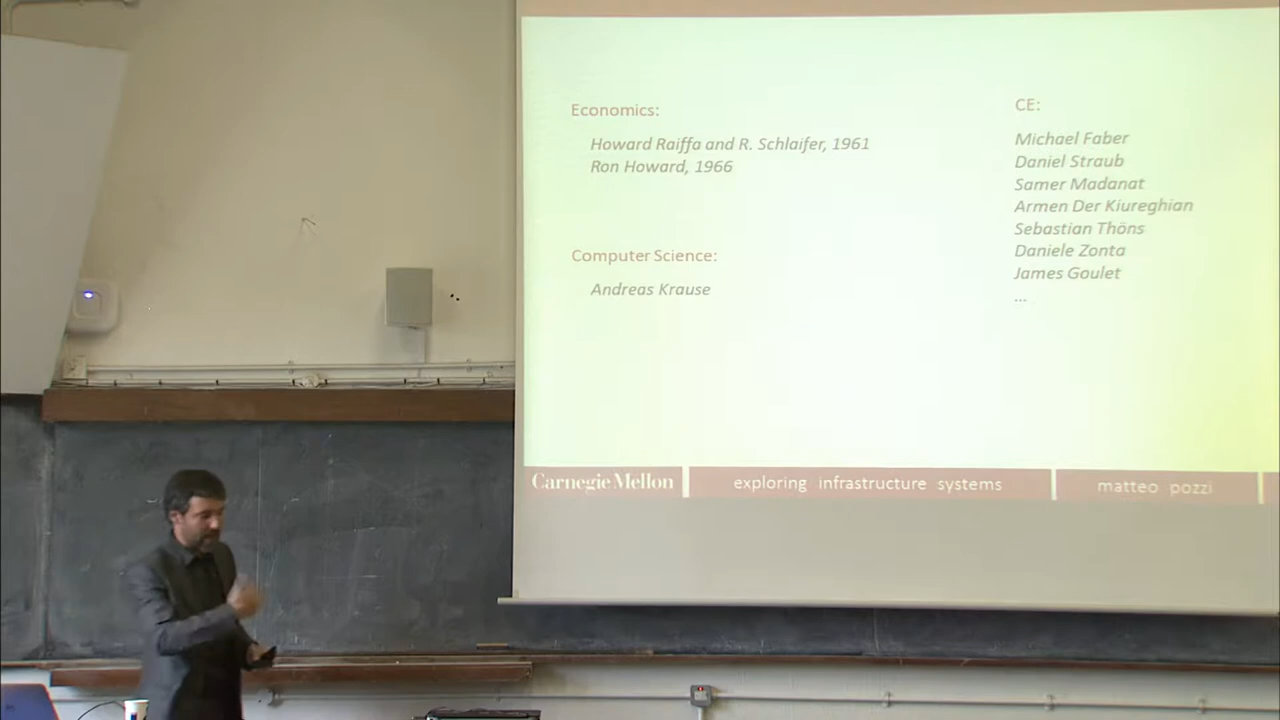 Economics:
Howard Raiffa and R. Schlaifer, 1961
Ron Howard, 1966
Computer Science:
Andreas Krause
CE:
Michael Faber
Daniel Straub
Samer Madanat
Armen Der Kiureghian
Sebastian Thöns
Daniele Zonta
James Goulet
...
Carnegie Mellon
exploring infrastructure systems
matteo pozzi